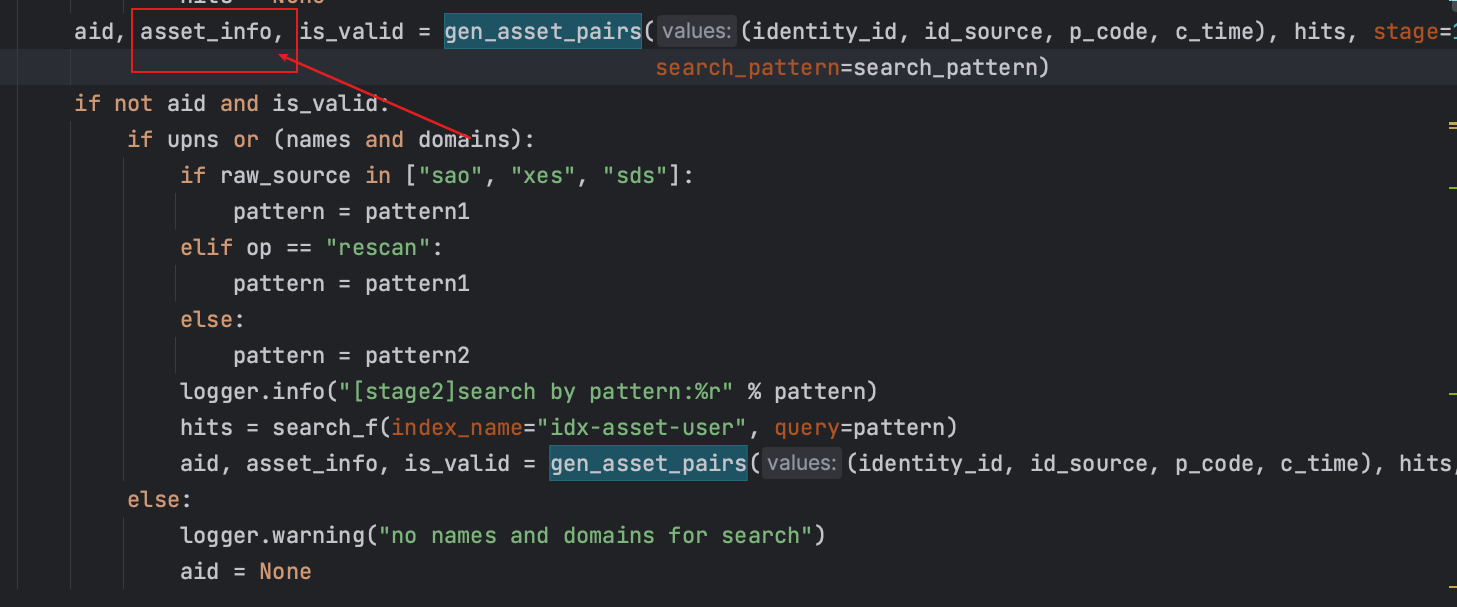 hits = None
aid, asset_info, is_valid = gen_asset_pairs( values: (identity_id, id_source, p_code, c_time), hits, stage=
search_pattern=search_pattern)
if not aid and is_valid:
if upns or (names and domains):
if raw_source in ["sao", "xes", "sds"]:
pattern = pattern1
elif op == "rescan":
pattern = pattern1
else:
pattern = pattern2
logger.info("[stage2]search by pattern:%r" % pattern)
hits = search_f(index_name="idx-asset-user", query=pattern)
aid, asset_info, is_valid = gen_asset_pairs( values: (identity_id, id_source, p_code, c_time), hits,
else:
logger.warning("no names and domains for search")
aid = None